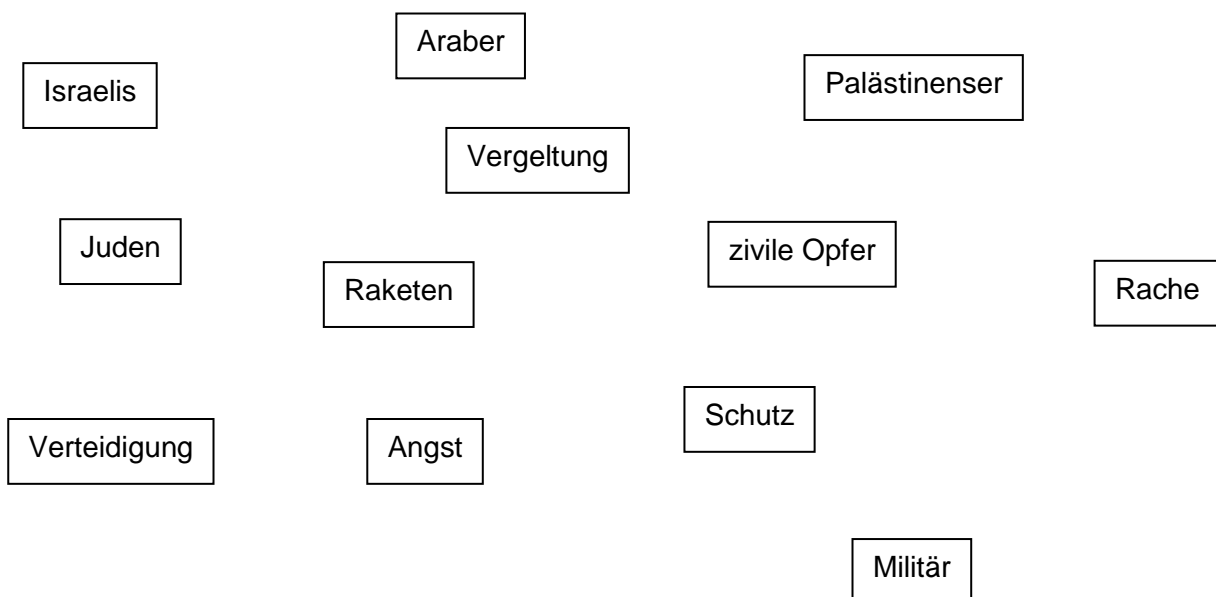 Araber
Israelis
Palästinenser
Vergeltung
Juden
zivile Opfer
Raketen
Rache
Schutz
Verteidigung
Angst
Militär